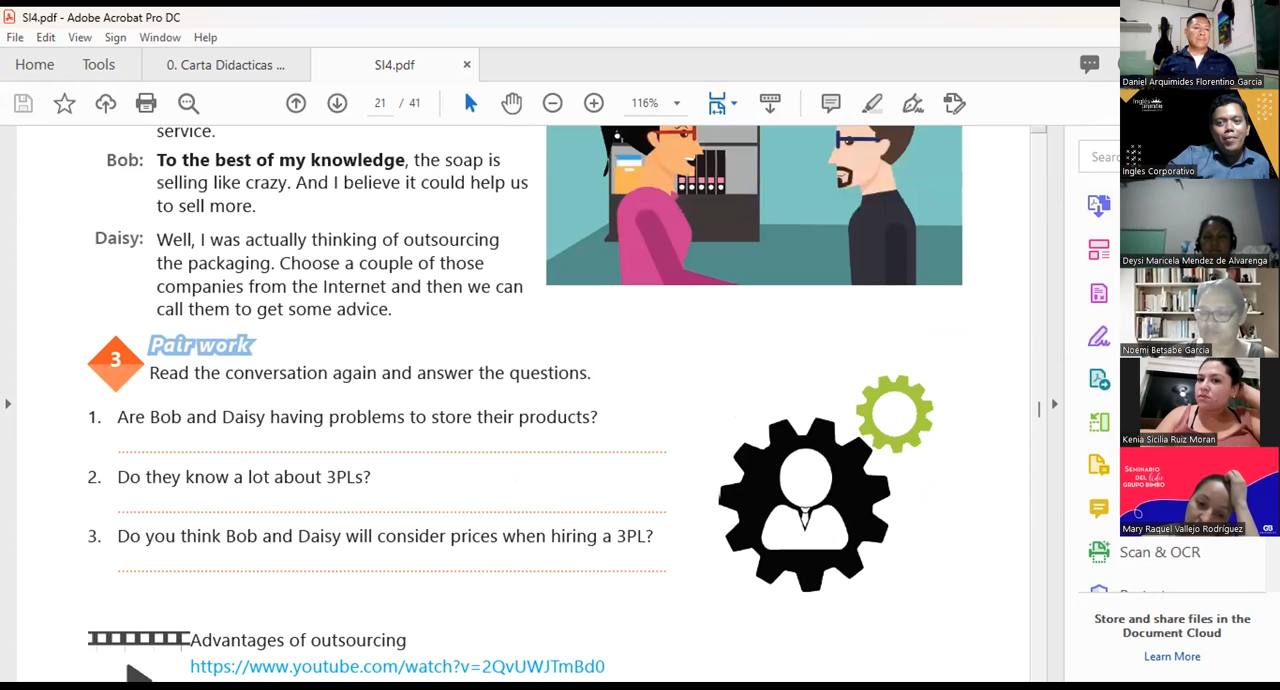 SI4.pdf - Adobe Acrobat Pro DC
File Edit View Sign Window Help
Home Tools 0. Carta Didacticas ... SI4.pdf ×
21 / 41 116%
service.
Bob: To the best of my knowledge, the soap is
selling like crazy. And I believe it could help us
to sell more.
Daisy: Well, I was actually thinking of outsourcing
the packaging. Choose a couple of those
companies from the Internet and then we can
call them to get some advice.
3 Pair work
Read the conversation again and answer the questions.
1. Are Bob and Daisy having problems to store their products?
2. Do they know a lot about 3PLs?
3. Do you think Bob and Daisy will consider prices when hiring a 3PL?
Advantages of outsourcing
https://www.youtube.com/watch?v=2QvUWJTmBd0
Searc
Scan & OCR
Store and share files in the
Document Cloud
Learn More
Daniel Arquimides Florentino Garcia
Ingles Corporativo
Deysi Maricela Mendez de Alvarenga
Noemi Betsabe Garcia
Kenia Sicilia Ruiz Moran
SEMINARIO
DEL
GRUPO BIMBO
Mary Raquel Vallejo Rodríguez